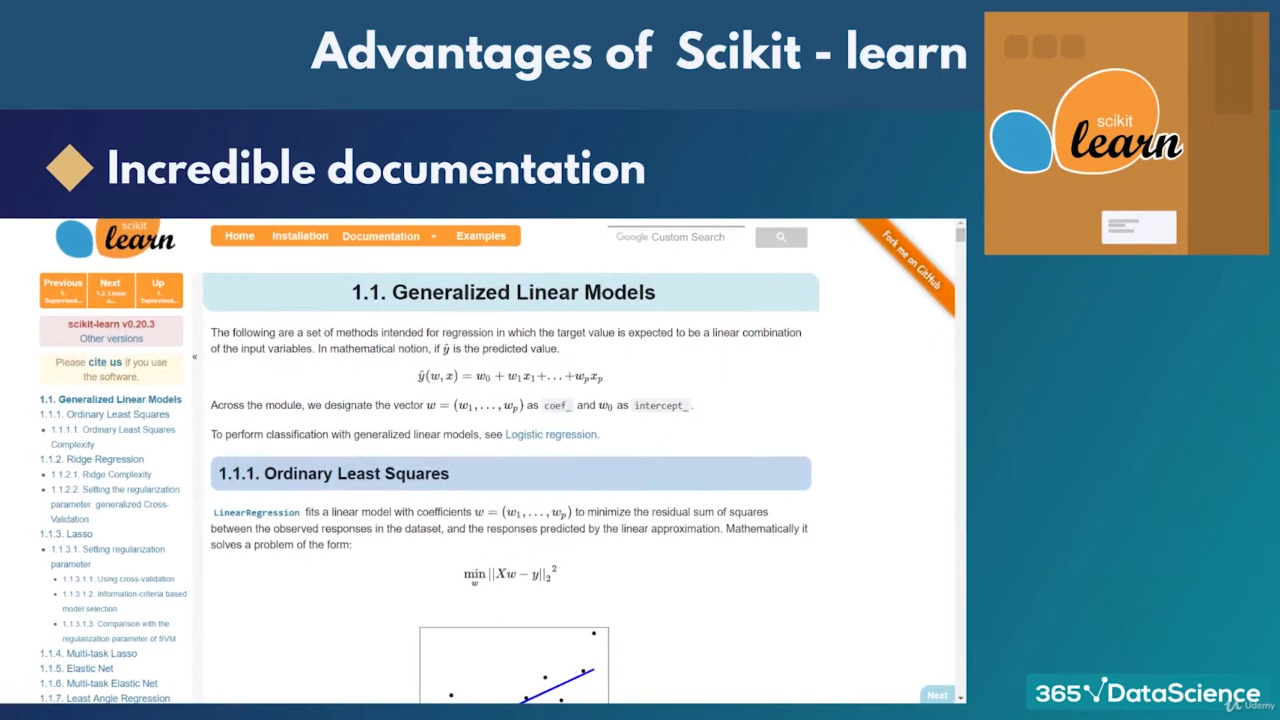 Advantages of Scikit - learn
scikit
learn
Incredible documentation
scikit
learn
Home Installation Documentation Examples
Google Custom Search
Fork me on GitHub
Previous
1.
Supervised...
Next
1.2. Linear
a...
Up
1.
Supervised...
scikit-learn v0.20.3
Other versions
Please cite us if you use
the software.
1.1. Generalized Linear Models
1.1.1. Ordinary Least Squares
1.1.1.1. Ordinary Least Squares
Complexity
1.1.2. Ridge Regression
1.1.2.1. Ridge Complexity
1.1.2.2. Setting the regularization
parameter: generalized Cross-
Validation
1.1.3. Lasso
1.1.3.1. Setting regularization
parameter
1.1.3.1.1. Using cross-validation
1.1.3.1.2. Information-criteria based
model selection
1.1.3.1.3. Comparison with the
regularization parameter of SVM
1.1.4. Multi-task Lasso
1.1.5. Elastic Net
1.1.6. Multi-task Elastic Net
1.1.7. Least Angle Regression
«
1.1. Generalized Linear Models
The following are a set of methods intended for regression in which the target value is expected to be a linear combination
of the input variables. In mathematical notion, if ŷ is the predicted value.
ŷ(w, x) = w₀ + w₁x₁+...+wₚxₚ
Across the module, we designate the vector w = (w₁, ..., wₚ) as coef_ and w₀ as intercept_.
To perform classification with generalized linear models, see Logistic regression.
1.1.1. Ordinary Least Squares
LinearRegression fits a linear model with coefficients w = (w₁, ..., wₚ) to minimize the residual sum of squares
between the observed responses in the dataset, and the responses predicted by the linear approximation. Mathematically it
solves a problem of the form:
min_w ||Xw − y||₂²
Next
365 DataScience
Udemy